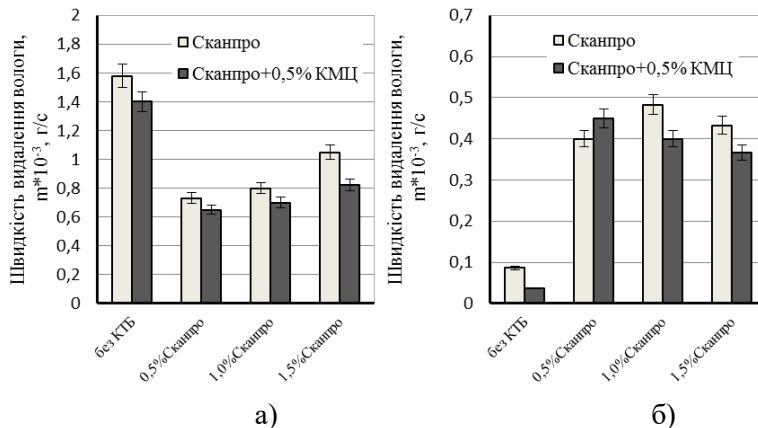 Швидкість видалення вологи,
m*10⁻³, г/с
2
1,8
1,6
1,4
1,2
1
0,8
0,6
0,4
0,2
0
Сканпро
Сканпро+0,5% КМЦ
без КТБ
0,5%Сканпро
1,0%Сканпро
1,5%Сканпро
а)
Швидкість видалення вологи,
m*10⁻³, г/с
0,7
0,6
0,5
0,4
0,3
0,2
0,1
0
Сканпро
Сканпро+0,5% КМЦ
без КТБ
0,5%Сканпро
1,0%Сканпро
1,5%Сканпро
б)